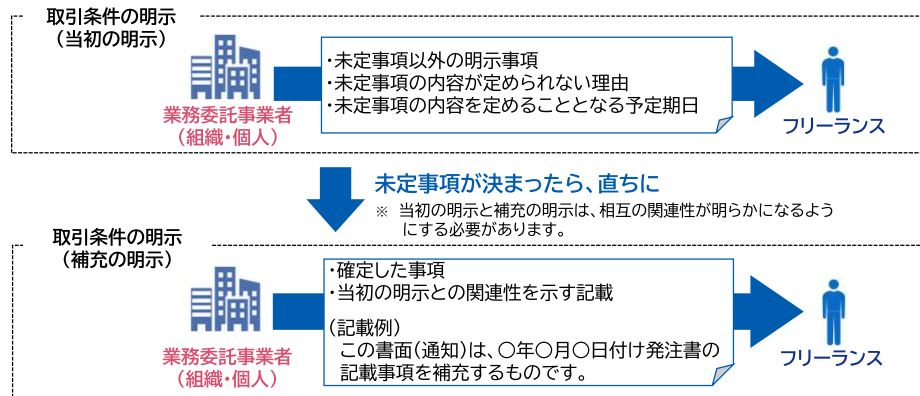 取引条件の明示
（当初の明示）
・未定事項以外の明示事項
・未定事項の内容が定められない理由
・未定事項の内容を定めることとなる予定期日
業務委託事業者
（組織・個人）
フリーランス
未定事項が決まったら、直ちに
※ 当初の明示と補充の明示は、相互の関連性が明らかになるよう
にする必要があります。
取引条件の明示
（補充の明示）
・確定した事項
・当初の明示との関連性を示す記載
（記載例）
この書面（通知）は、〇年〇月〇日付け発注書の
記載事項を補充するものです。
業務委託事業者
（組織・個人）
フリーランス